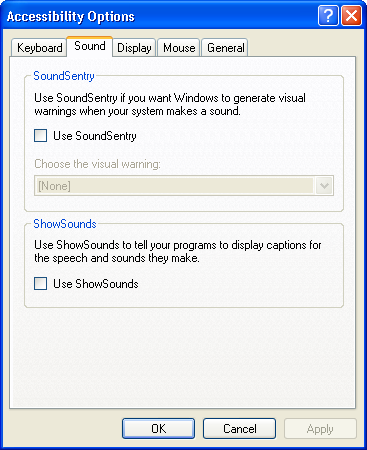 Accessibility Options
Keyboard Sound Display Mouse General
SoundSentry
Use SoundSentry if you want Windows to generate visual
warnings when your system makes a sound.
Use SoundSentry
Choose the visual warning:
[None]
ShowSounds
Use ShowSounds to tell your programs to display captions for
the speech and sounds they make.
Use ShowSounds
OK Cancel Apply